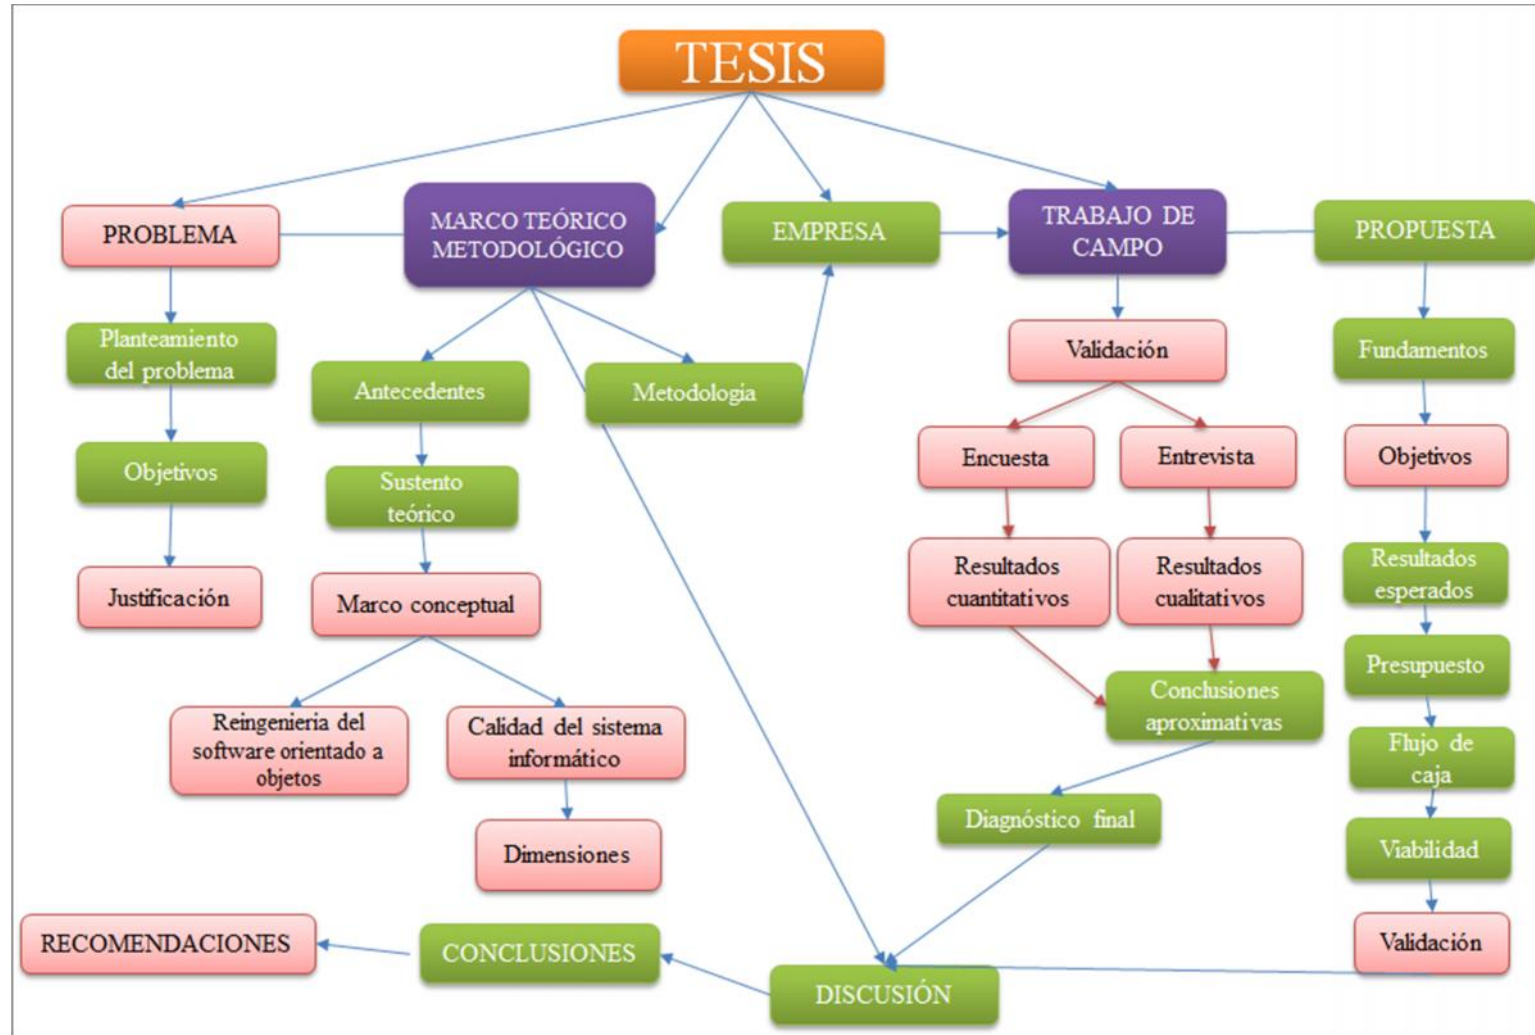 TESIS
PROBLEMA
MARCO TEÓRICO
METODOLÓGICO
EMPRESA
TRABAJO DE
CAMPO
PROPUESTA
Planteamiento
del problema
Objetivos
Justificación
Antecedentes
Metodologia
Sustento
teórico
Marco conceptual
Reingenieria del
software orientado a
objetos
Calidad del sistema
informático
Dimensiones
Validación
Encuesta
Entrevista
Resultados
cuantitativos
Resultados
cualitativos
Conclusiones
aproximativas
Diagnóstico final
Fundamentos
Objetivos
Resultados
esperados
Presupuesto
Flujo de
caja
Viabilidad
Validación
DISCUSIÓN
CONCLUSIONES
RECOMENDACIONES